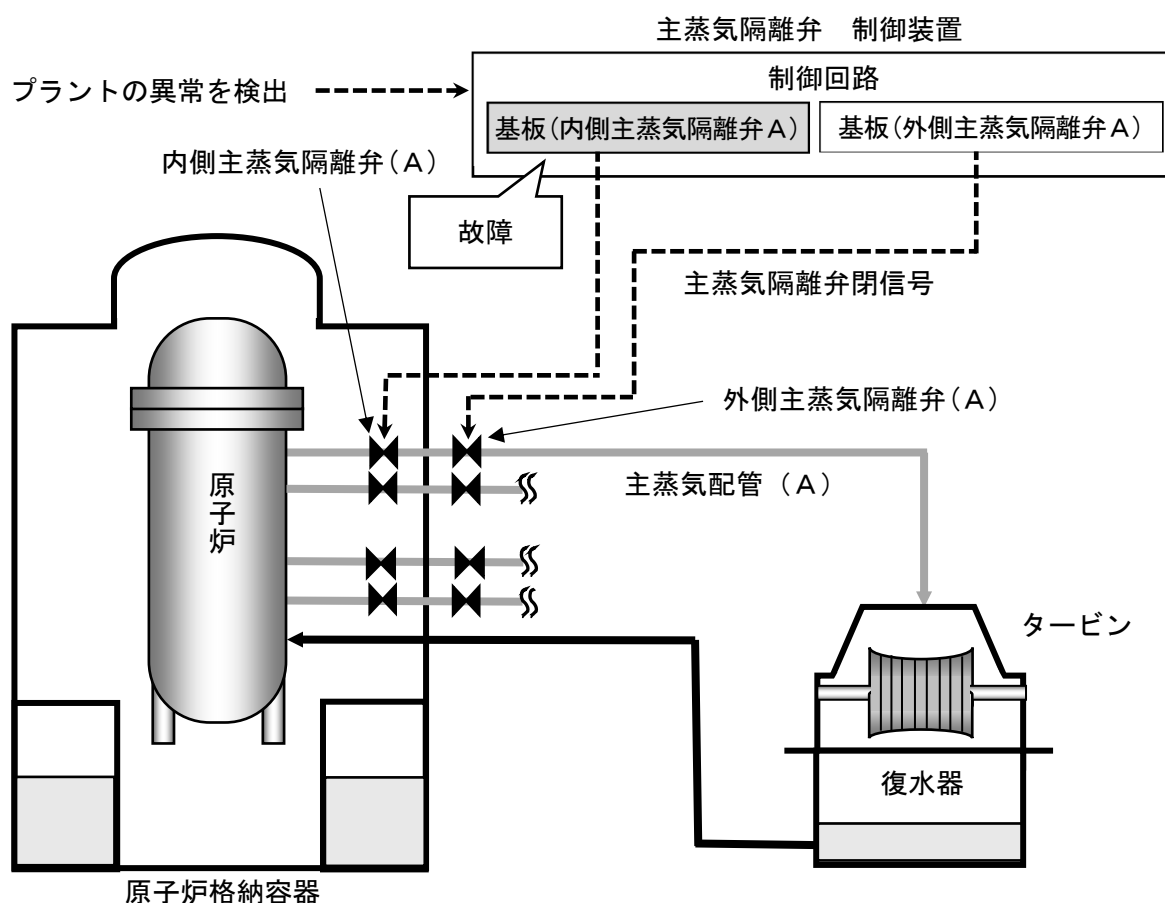 主蒸気隔離弁　制御装置
プラントの異常を検出
制御回路
基板(内側主蒸気隔離弁A)
基板(外側主蒸気隔離弁A)
内側主蒸気隔離弁(A)
故障
主蒸気隔離弁閉信号
外側主蒸気隔離弁(A)
主蒸気配管（A）
原子炉
タービン
復水器
原子炉格納容器